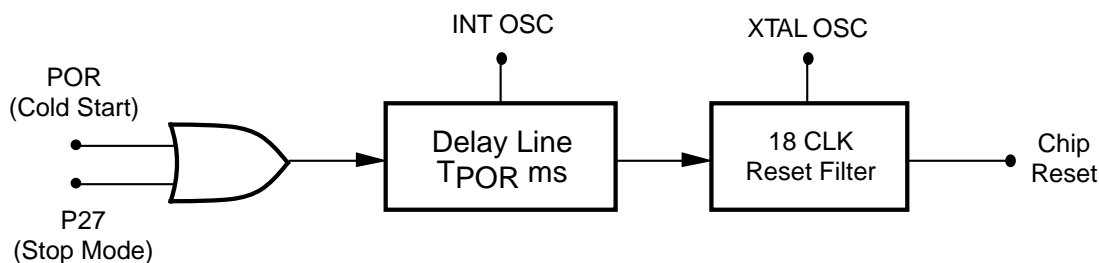 INT OSC
XTAL OSC
POR
(Cold Start)
Delay Line
TPOR ms
18 CLK
Reset Filter
Chip
Reset
P27
(Stop Mode)